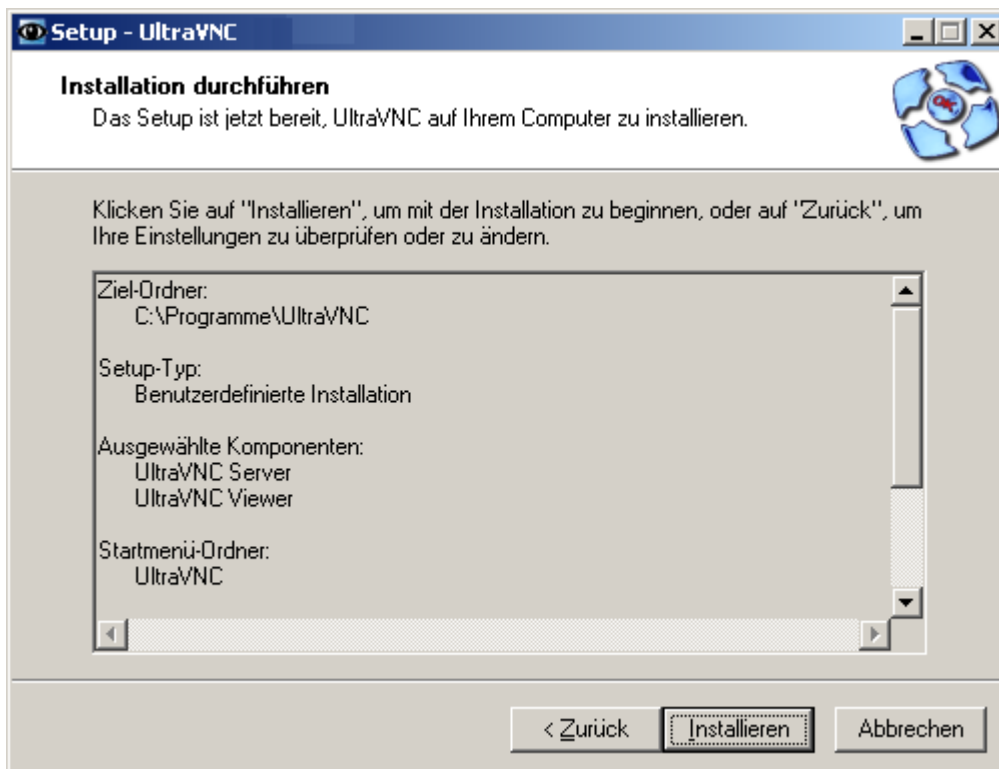 Setup - UltraVNC
Installation durchführen
Das Setup ist jetzt bereit, UltraVNC auf Ihrem Computer zu installieren.
OK
Klicken Sie auf "Installieren", um mit der Installation zu beginnen, oder auf "Zurück", um
Ihre Einstellungen zu überprüfen oder zu ändern.
Ziel-Ordner:
C:\Programme\UltraVNC
Setup-Typ:
Benutzerdefinierte Installation
Ausgewählte Komponenten:
UltraVNC Server
UltraVNC Viewer
Startmenü-Ordner:
UltraVNC
< Zurück
Installieren
Abbrechen